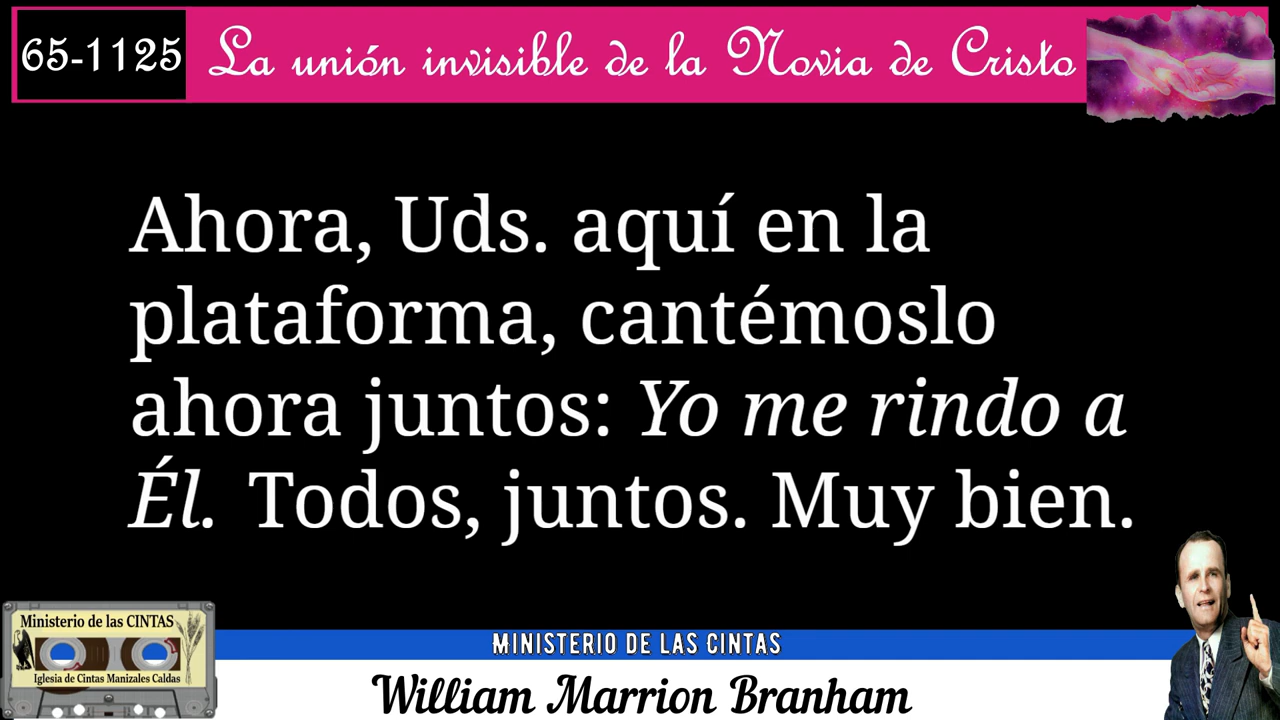 65-1125 La unión invisible de la Novia de Cristo
Ahora, Uds. aquí en la
plataforma, cantémoslo
ahora juntos: Yo me rindo a
Él. Todos, juntos. Muy bien.
Ministerio de las CINTAS
Iglesia de Cintas Manizales Caldas
MINISTERIO DE LAS CINTAS
William Marrion Branham